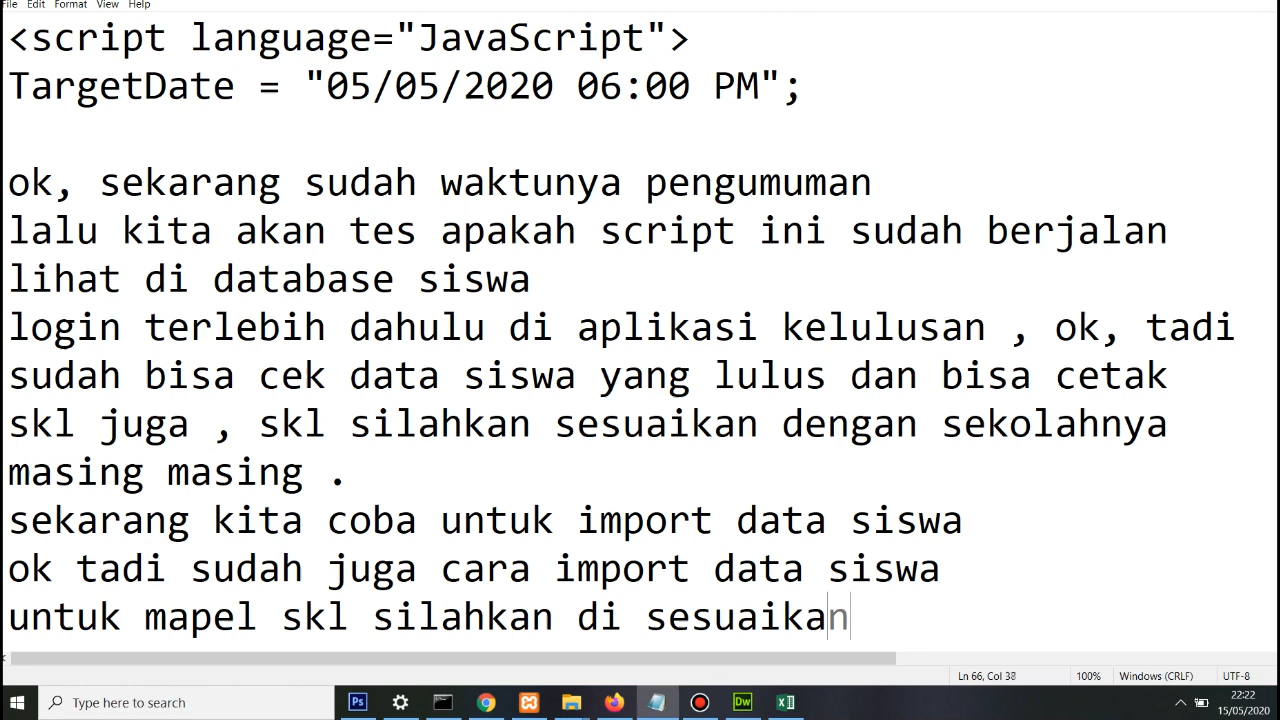 File Edit Format View Help
<script language="JavaScript">
TargetDate = "05/05/2020 06:00 PM";
ok, sekarang sudah waktunya pengumuman
lalu kita akan tes apakah script ini sudah berjalan
lihat di database siswa
login terlebih dahulu di aplikasi kelulusan , ok, tadi
sudah bisa cek data siswa yang lulus dan bisa cetak
skl juga , skl silahkan sesuaikan dengan sekolahnya
masing masing .
sekarang kita coba untuk import data siswa
ok tadi sudah juga cara import data siswa
untuk mapel skl silahkan di sesuaikan
Ln 66, Col 38 100% Windows (CRLF) UTF-8
Type here to search Ps Dw 22:22
15/05/2020